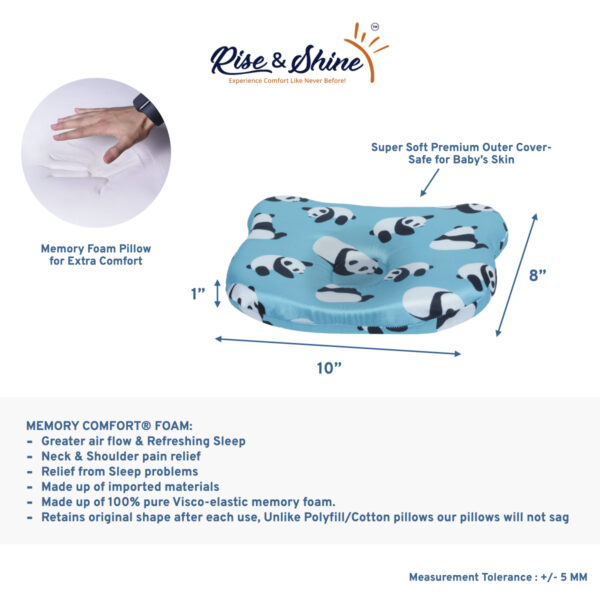 Rise & Shine
TM
Experience Comfort Like Never Before!
Super Soft Premium Outer Cover-
Safe for Baby's Skin
Memory Foam Pillow
for Extra Comfort
1”
8”
10”
MEMORY COMFORT® FOAM:
- Greater air flow & Refreshing Sleep
- Neck & Shoulder pain relief
- Relief from Sleep problems
- Made up of imported materials
- Made up of 100% pure Visco-elastic memory foam.
- Retains original shape after each use, Unlike Polyfill/Cotton pillows our pillows will not sag
Measurement Tolerance : +/- 5 MM